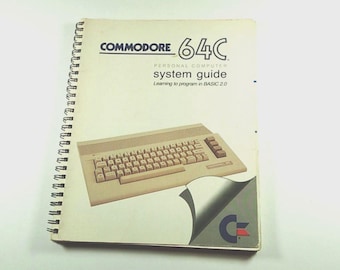 COMMODORE 64C
PERSONAL COMPUTER
system guide
Learning to program in BASIC 2.0